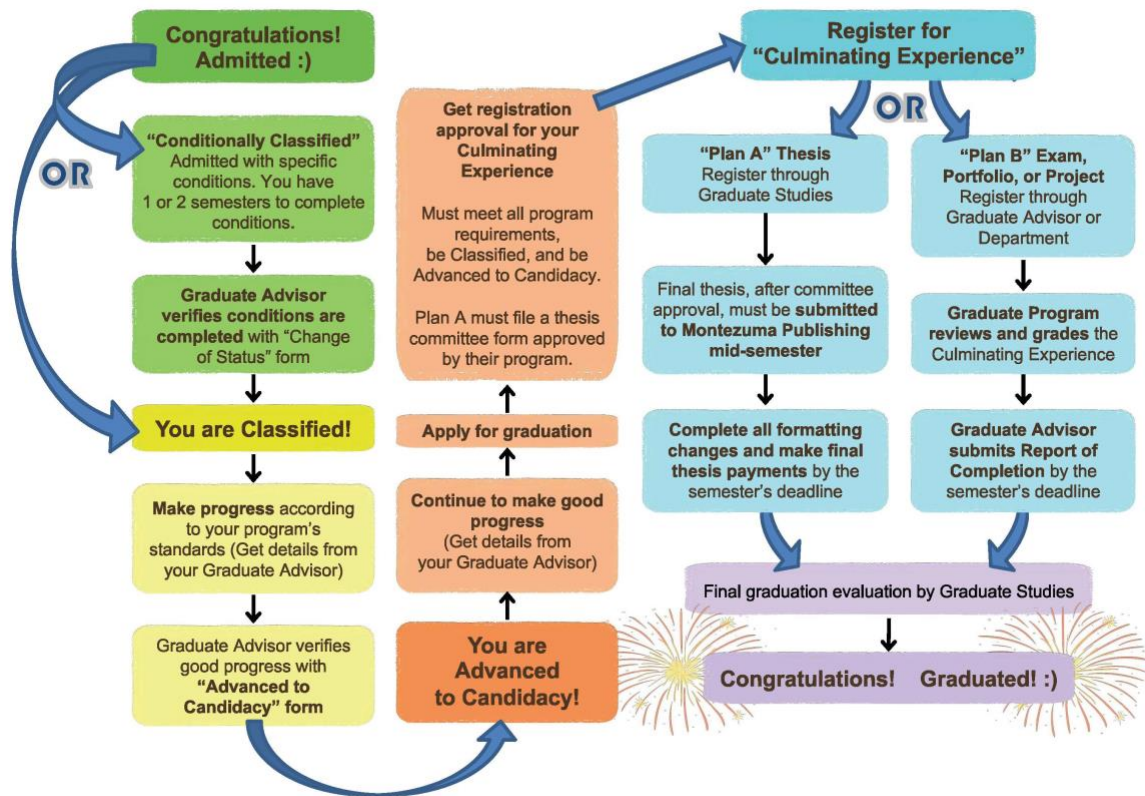 Congratulations!
Admitted :)
OR
“Conditionally Classified”
Admitted with specific
conditions. You have
1 or 2 semesters to complete
conditions.
Graduate Advisor
verifies conditions are
completed with “Change
of Status” form
You are Classified!
Make progress according
to your program’s
standards (Get details from
your Graduate Advisor)
Graduate Advisor verifies
good progress with
“Advanced to
Candidacy” form
You are
Advanced
to Candidacy!
Continue to make good
progress
(Get details from
your Graduate Advisor)
Apply for graduation
Get registration
approval for your
Culminating
Experience
Must meet all program
requirements,
be Classified, and be
Advanced to Candidacy.
Plan A must file a thesis
committee form approved
by their program.
Register for
“Culminating Experience”
OR
“Plan A” Thesis
Register through
Graduate Studies
Final thesis, after committee
approval, must be submitted
to Montezuma Publishing
mid-semester
Complete all formatting
changes and make final
thesis payments by the
semester’s deadline
“Plan B” Exam,
Portfolio, or Project
Register through
Graduate Advisor or
Department
Graduate Program
reviews and grades the
Culminating Experience
Graduate Advisor
submits Report of
Completion by the
semester’s deadline
Final graduation evaluation by Graduate Studies
Congratulations! Graduated! :)